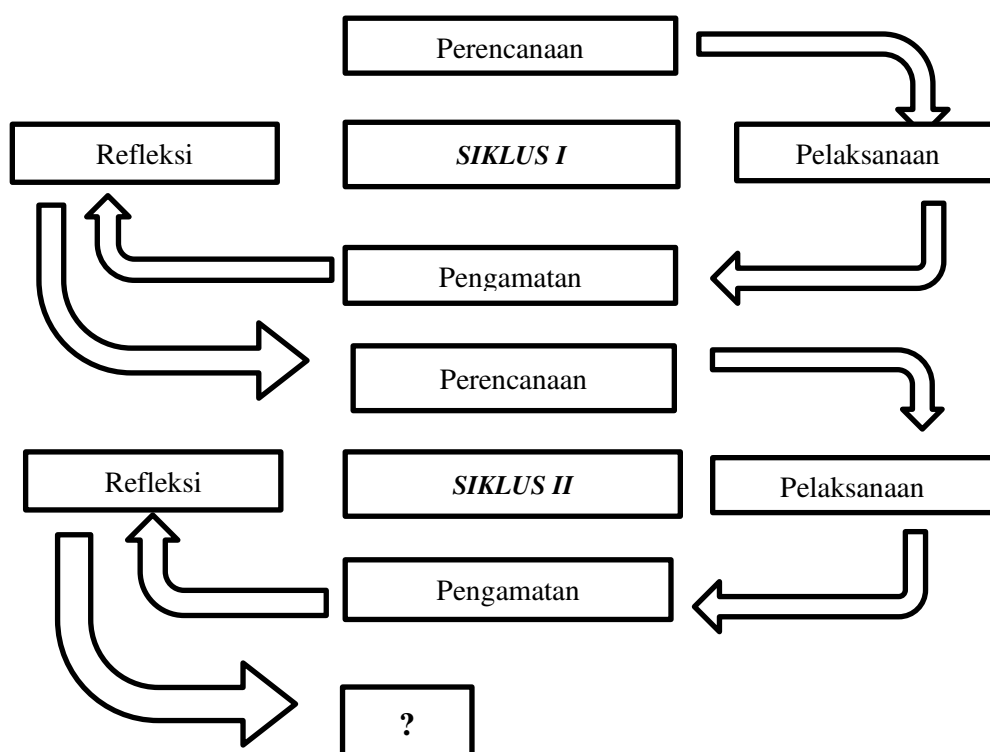 Perencanaan
Refleksi
SIKLUS I
Pelaksanaan
Pengamatan
Perencanaan
Refleksi
SIKLUS II
Pelaksanaan
Pengamatan
?